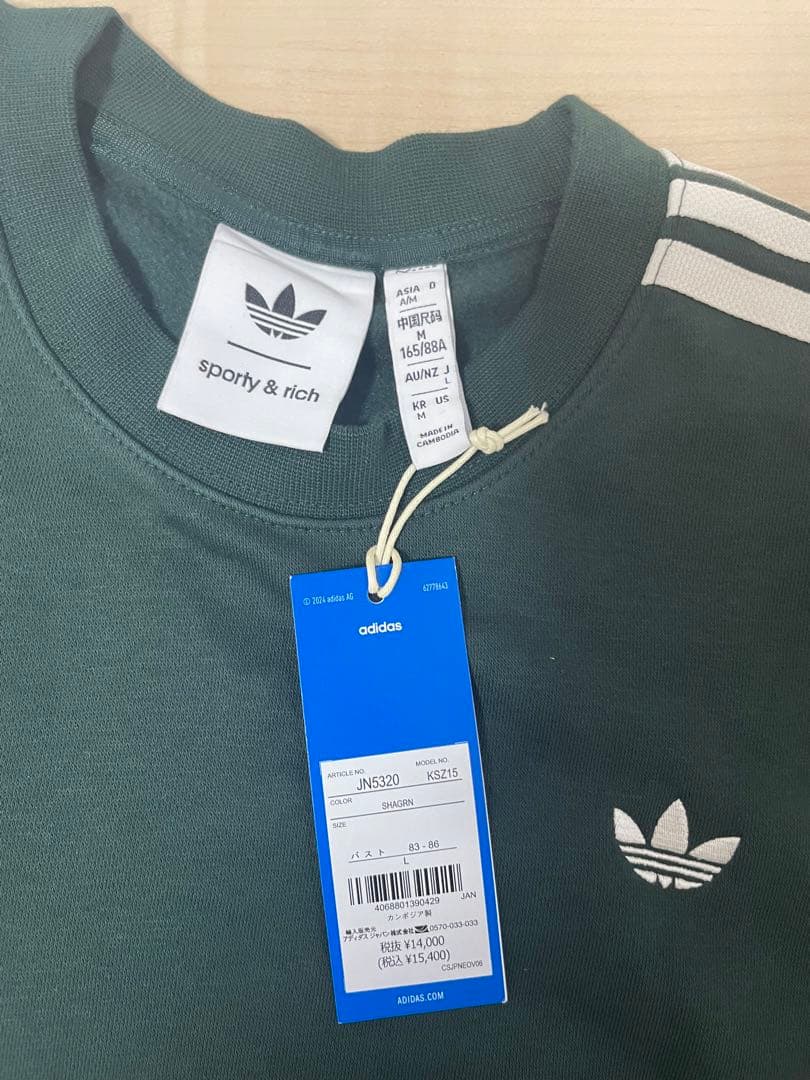 sporty & rich
ASIA D
A/M
中国尺码
M
165/88A
AU/NZ J
L
KR US
M
MADE IN
CAMBODIA
© 2024 adidas AG
62778643
adidas
ARTICLE NO. MODEL NO.
JN5320 KSZ15
COLOR
SHAGRN
SIZE
バスト 83 - 86
L
4068801390429 JAN
カンボジア製
輸入販売元
アディダス ジャパン株式会社 0570-033-033
税抜 ¥14,000
(税込 ¥15,400)
CSJPNEOV06
ADIDAS.COM